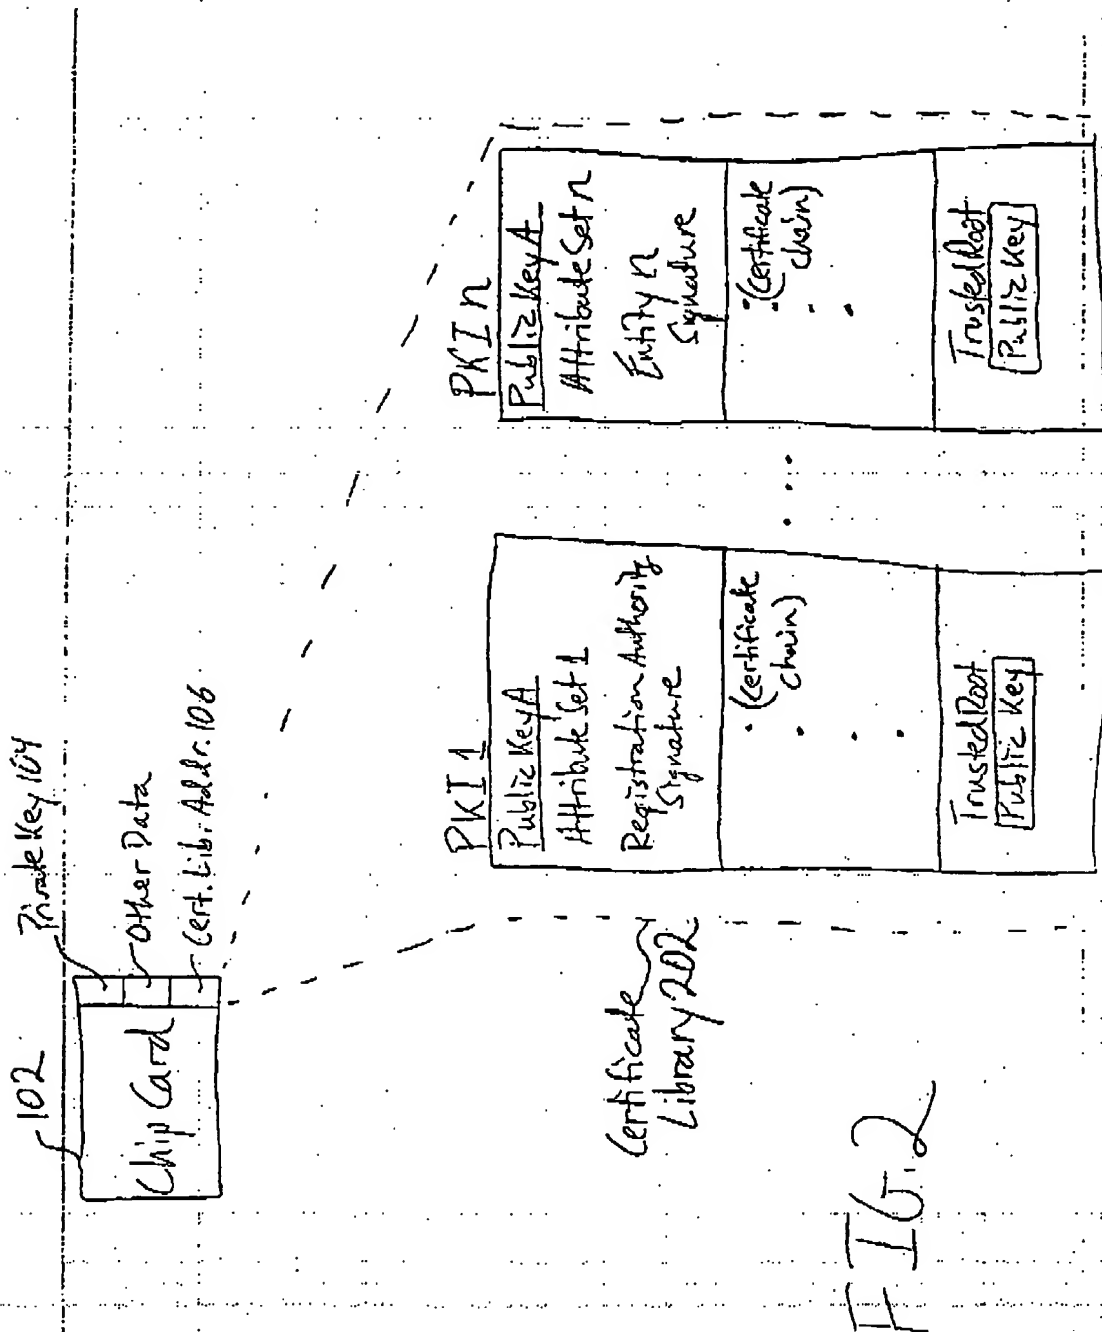 102
Chip Card
Private Key 104
Other Data
Cert. Lib. Addr. 106
Certificate
Library 202
PKI 1
Public Key A
Attribute Set 1
Registration Authority
Signature
(certificate
chain)
Trusted Root
Public Key
PKI n
Public Key A
Attribute Set n
Entity n
Signature
(certificate
chain)
Trusted Root
Public Key
FIG. 2